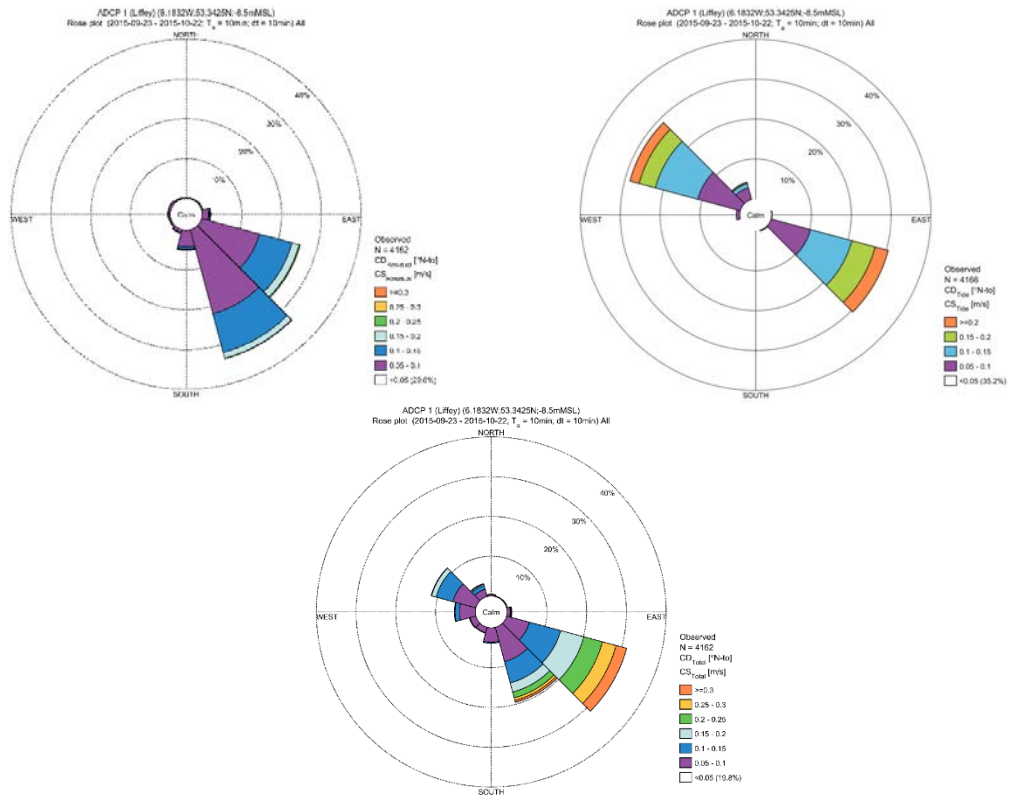 ADCP 1 (Liffey) (6.1832W;53.3425N;-8.5mMSL)
Rose plot (2015-09-23 - 2015-10-22; Ta = 10min; dt = 10min) All
NORTH
40%
30%
20%
10%
WEST
Calm
EAST
SOUTH
Observed
N = 4162
[°N-to]
[m/s]
>=0.3
0.25 - 0.3
0.2 - 0.25
0.15 - 0.2
0.1 - 0.15
0.05 - 0.1
ADCP 1 (Liffey) (6.1832W;53.3425N;-8.5mMSL)
Rose plot (2015-09-23 - 2015-10-22; Ta = 10min; dt = 10min) All
NORTH
40%
30%
20%
10%
WEST
Calm
EAST
SOUTH
Observed
N = 4166
CDTide [°N-to]
CSTide [m/s]
>=0.2
0.15 - 0.2
0.1 - 0.15
0.05 - 0.1
<0.05 (35.2%)
ADCP 1 (Liffey) (6.1832W;53.3425N;-8.5mMSL)
Rose plot (2015-09-23 - 2015-10-22, Ta = 10min, dt = 10min) All
NORTH
40%
30%
20%
10%
WEST
Calm
EAST
SOUTH
Observed
N = 4162
CDTotal [°N-to]
CSTotal [m/s]
>=0.3
0.25 - 0.3
0.2 - 0.25
0.15 - 0.2
0.1 - 0.15
0.05 - 0.1
<0.05 (19.8%)